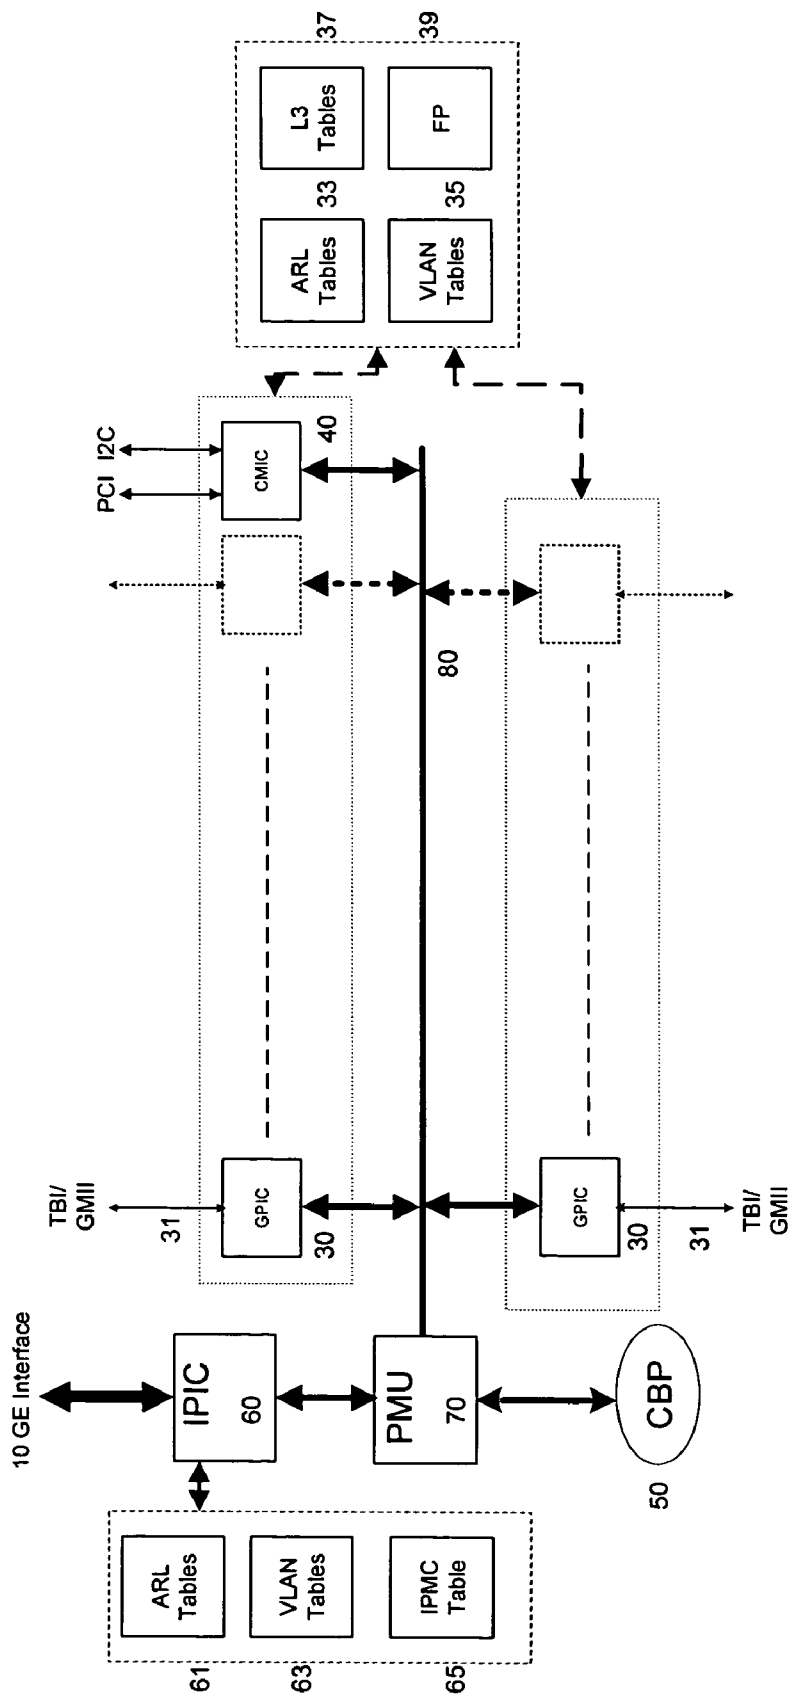 10 GE Interface
TBI/
GMII
PCI I2C
31
61
ARL
Tables
IPIC
60
GPIC
30
CMIC
40
63
VLAN
Tables
ARL
Tables
33
L3
Tables
37
65
IPMC
Table
PMU
70
80
VLAN
Tables
35
FP
39
GPIC
30
50
CBP
31
TBI/
GMII